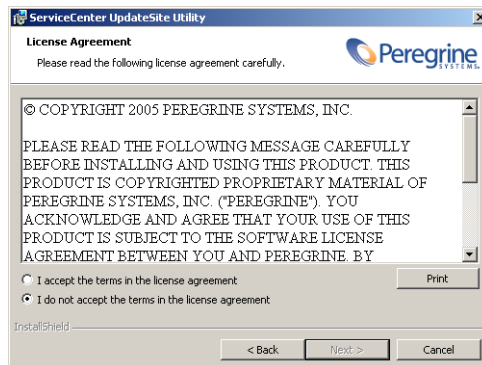 ServiceCenter UpdateSite Utility
License Agreement
Please read the following license agreement carefully.
Peregrine
SYSTEMS
© COPYRIGHT 2005 PEREGRINE SYSTEMS, INC.
PLEASE READ THE FOLLOWING MESSAGE CAREFULLY
BEFORE INSTALLING AND USING THIS PRODUCT. THIS
PRODUCT IS COPYRIGHTED PROPRIETARY MATERIAL OF
PEREGRINE SYSTEMS, INC. ("PEREGRINE"). YOU
ACKNOWLEDGE AND AGREE THAT YOUR USE OF THIS
PRODUCT IS SUBJECT TO THE SOFTWARE LICENSE
AGREEMENT BETWEEN YOU AND PEREGRINE. BY
I accept the terms in the license agreement
Print
I do not accept the terms in the license agreement
InstallShield
< Back
Next >
Cancel